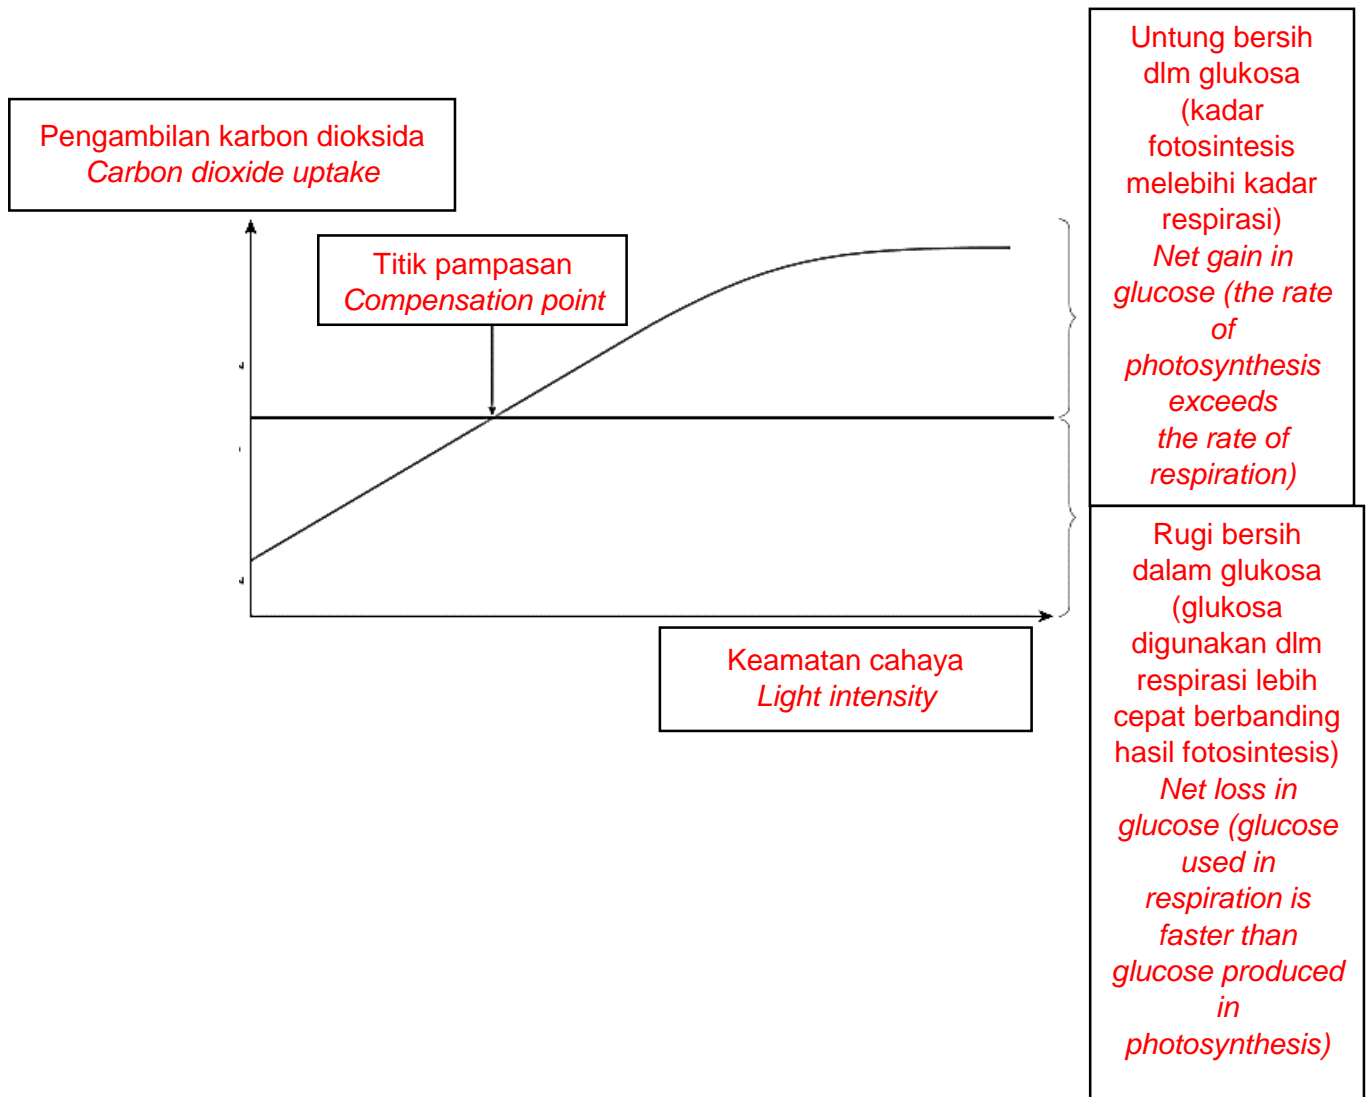 Pengambilan karbon dioksida
Carbon dioxide uptake
Titik pampasan
Compensation point
Keamatan cahaya
Light intensity
Untung bersih
dlm glukosa
(kadar
fotosintesis
melebihi kadar
respirasi)
Net gain in
glucose (the rate
of
photosynthesis
exceeds
the rate of
respiration)
Rugi bersih
dalam glukosa
(glukosa
digunakan dlm
respirasi lebih
cepat berbanding
hasil fotosintesis)
Net loss in
glucose (glucose
used in
respiration is
faster than
glucose produced
in
photosynthesis)